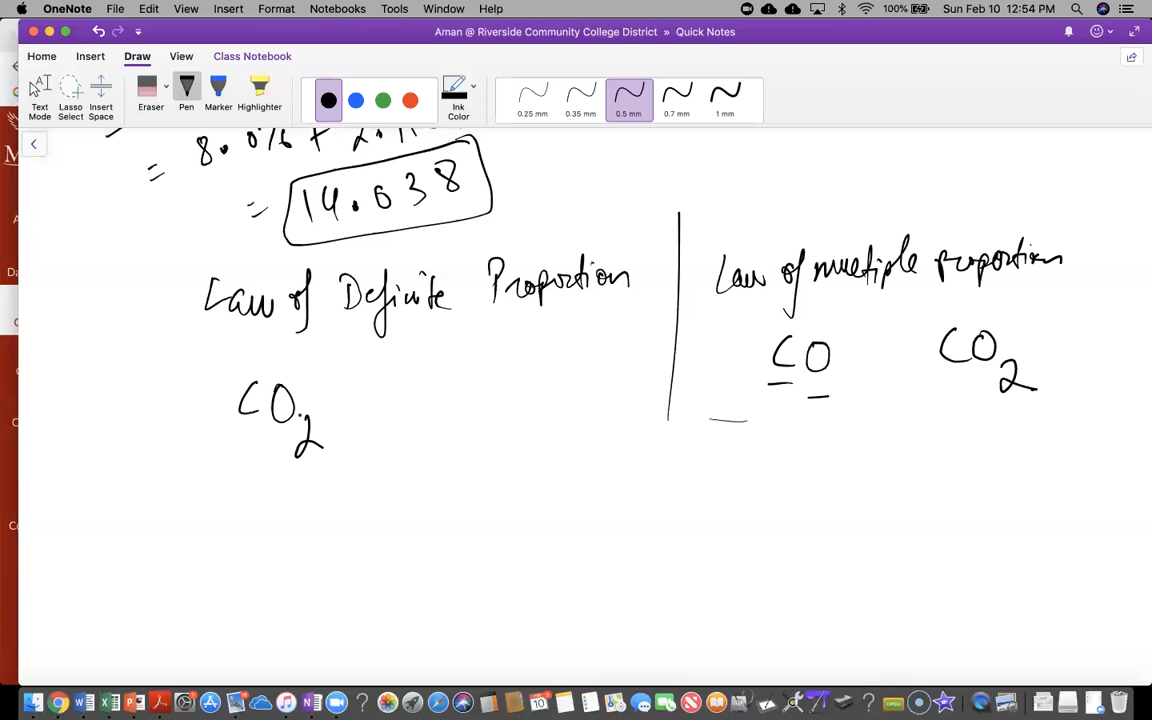 OneNote File Edit View Insert Format Notebooks Tools Window Help 100% Sun Feb 10 12:54 PM
Aman @ Riverside Community College District » Quick Notes
Home Insert Draw View Class Notebook
Text Mode Lasso Select Insert Space Eraser Pen Marker Highlighter Ink Color 0.25 mm 0.35 mm 0.5 mm 0.7 mm 1 mm
= 14.038
Law of Definite Proportion
Law of multiple proportion
CO CO2
CO2